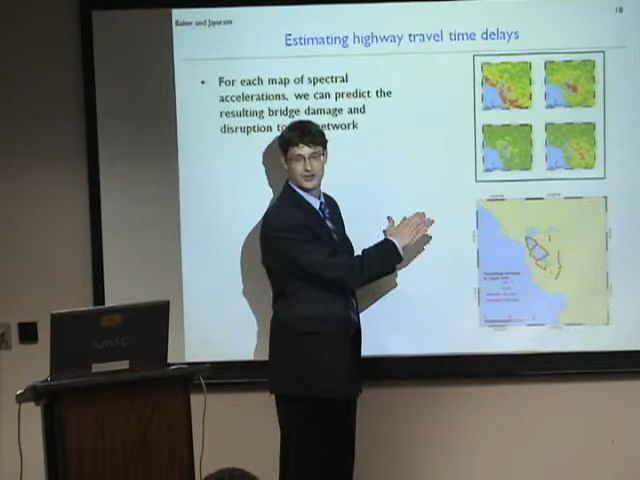 Baker and Jayaram
18
Estimating highway travel time delays
• For each map of spectral
accelerations, we can predict the
resulting bridge damage and
disruption network
VAIO